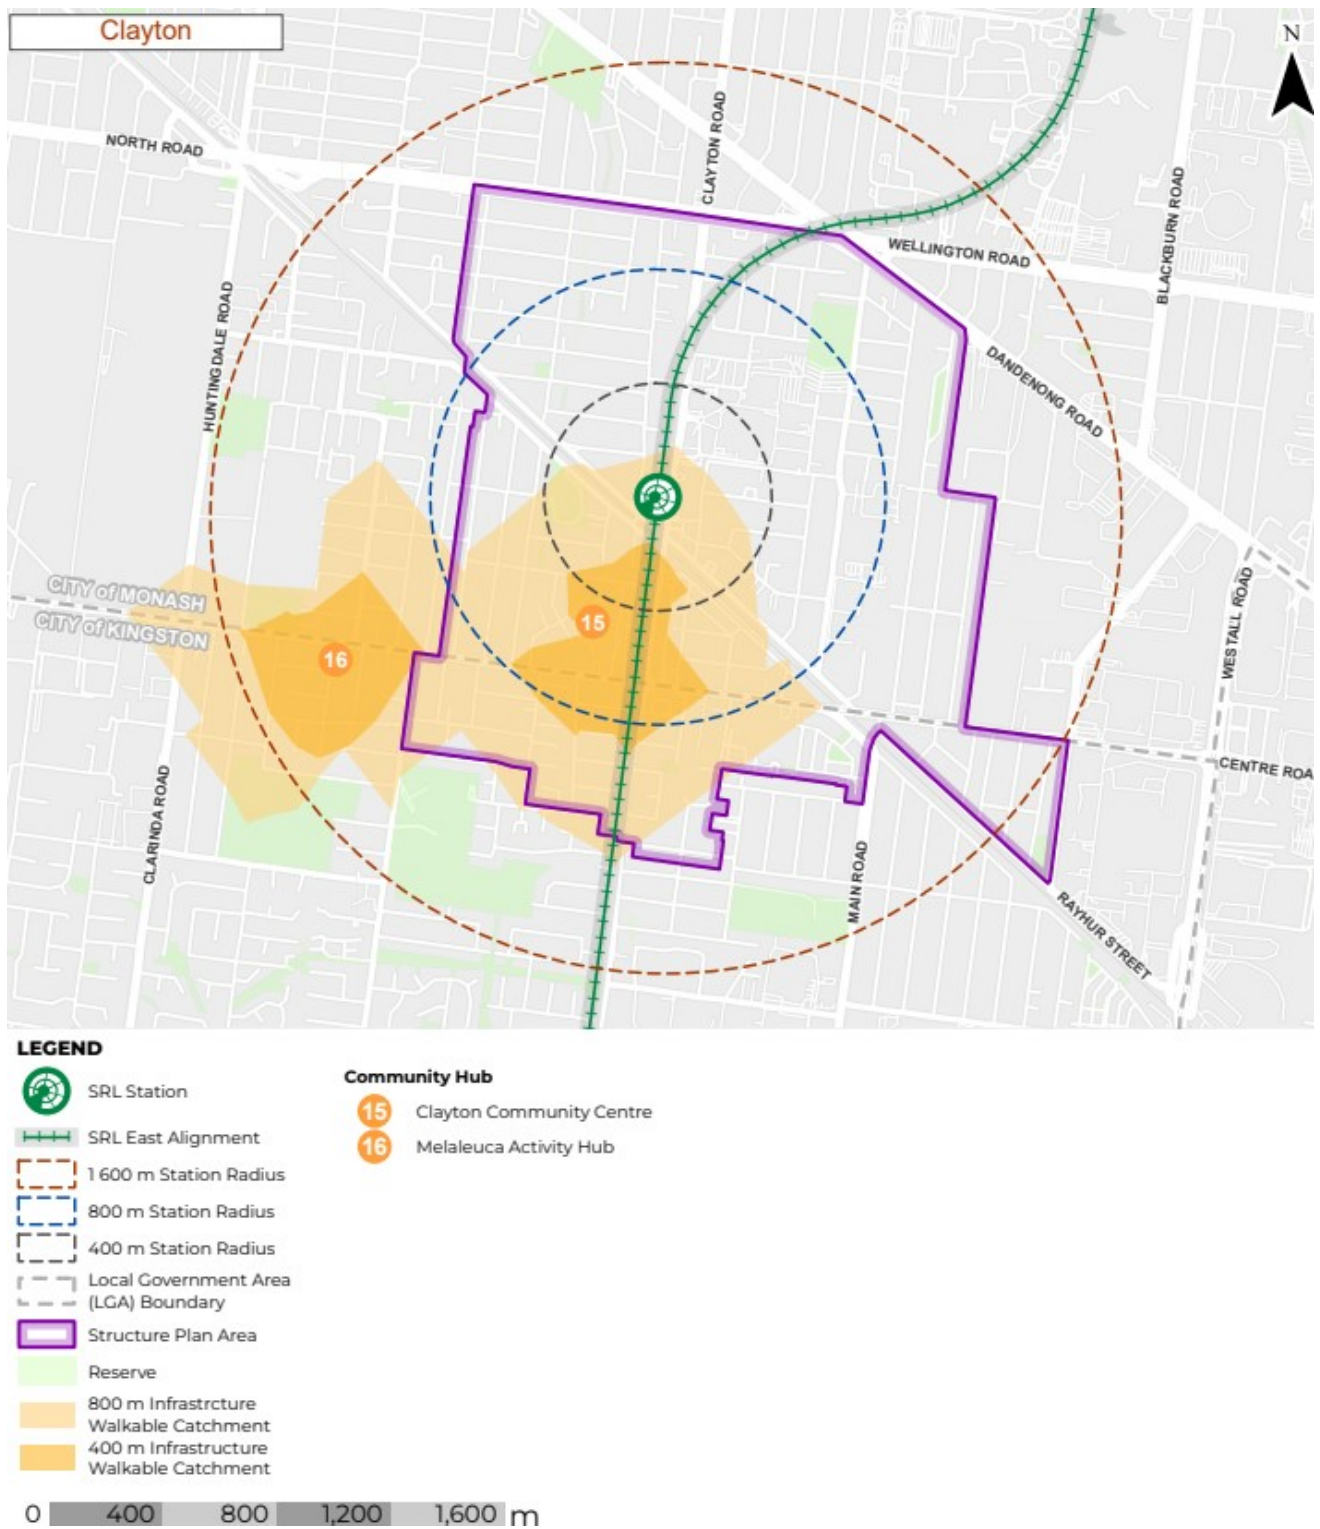 Clayton
N
NORTH ROAD
CLAYTON ROAD
WELLINGTON ROAD
BLACKBURN ROAD
HUNTINGDALE ROAD
DANDENONG ROAD
CITY of MONASH
CITY of KINGSTON
15
16
WESTALL ROAD
CENTRE ROA
CLARINDA ROAD
MAIN ROAD
RAYHUR STREET
LEGEND
SRL Station
SRL East Alignment
1 600 m Station Radius
800 m Station Radius
400 m Station Radius
Local Government Area
(LGA) Boundary
Structure Plan Area
Reserve
800 m Infrastrcture
Walkable Catchment
400 m Infrastructure
Walkable Catchment
Community Hub
15 Clayton Community Centre
16 Melaleuca Activity Hub
0 400 800 1,200 1,600 m